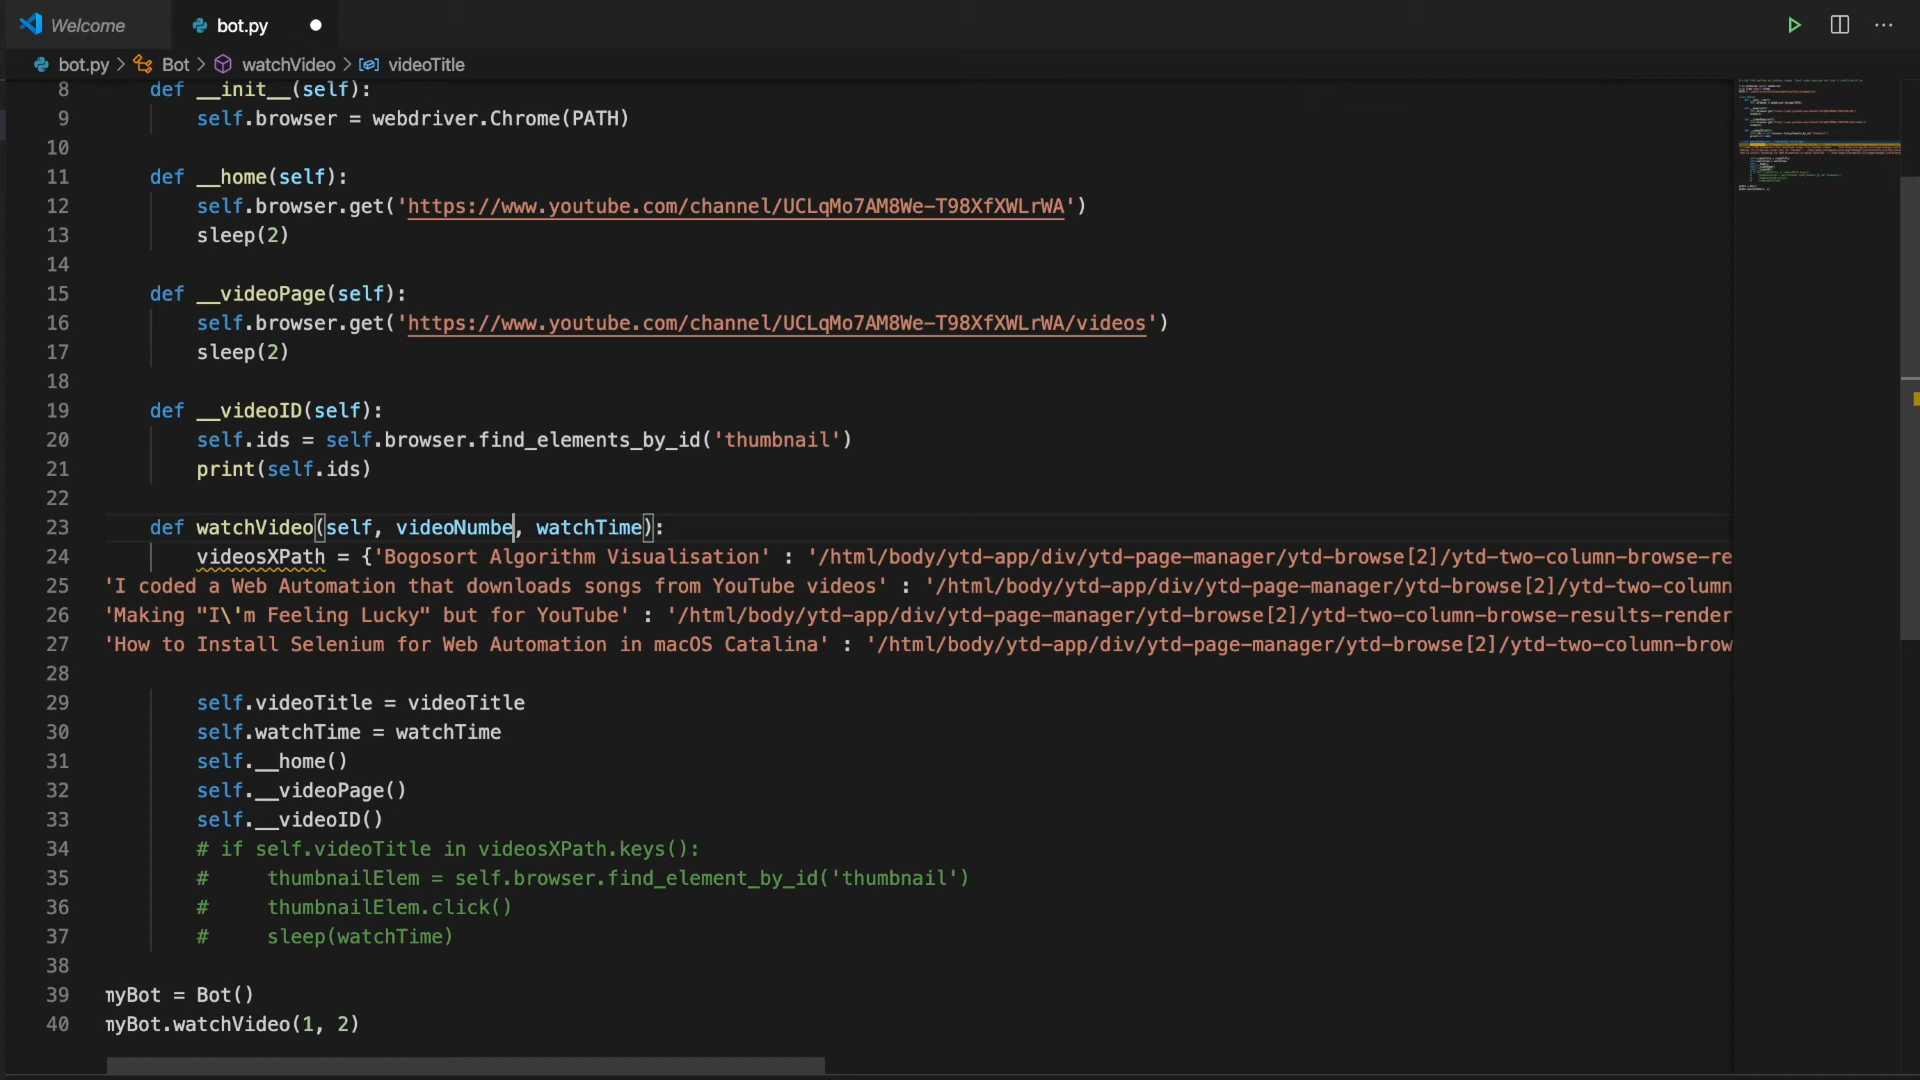 Welcome
bot.py
bot.py > Bot > watchVideo > videoTitle
8 def __init__(self):
9 self.browser = webdriver.Chrome(PATH)
10
11 def __home(self):
12 self.browser.get('https://www.youtube.com/channel/UCLqMo7AM8We-T98XfXWLrWA')
13 sleep(2)
14
15 def __videoPage(self):
16 self.browser.get('https://www.youtube.com/channel/UCLqMo7AM8We-T98XfXWLrWA/videos')
17 sleep(2)
18
19 def __videoID(self):
20 self.ids = self.browser.find_elements_by_id('thumbnail')
21 print(self.ids)
22
23 def watchVideo(self, videoNumbe, watchTime):
24 videosXPath = {'Bogosort Algorithm Visualisation' : '/html/body/ytd-app/div/ytd-page-manager/ytd-browse[2]/ytd-two-column-browse-re
25 'I coded a Web Automation that downloads songs from YouTube videos' : '/html/body/ytd-app/div/ytd-page-manager/ytd-browse[2]/ytd-two-column
26 'Making "I\'m Feeling Lucky" but for YouTube' : '/html/body/ytd-app/div/ytd-page-manager/ytd-browse[2]/ytd-two-column-browse-results-render
27 'How to Install Selenium for Web Automation in macOS Catalina' : '/html/body/ytd-app/div/ytd-page-manager/ytd-browse[2]/ytd-two-column-brow
28
29 self.videoTitle = videoTitle
30 self.watchTime = watchTime
31 self.__home()
32 self.__videoPage()
33 self.__videoID()
34 # if self.videoTitle in videosXPath.keys():
35 # thumbnailElem = self.browser.find_element_by_id('thumbnail')
36 # thumbnailElem.click()
37 # sleep(watchTime)
38
39 myBot = Bot()
40 myBot.watchVideo(1, 2)